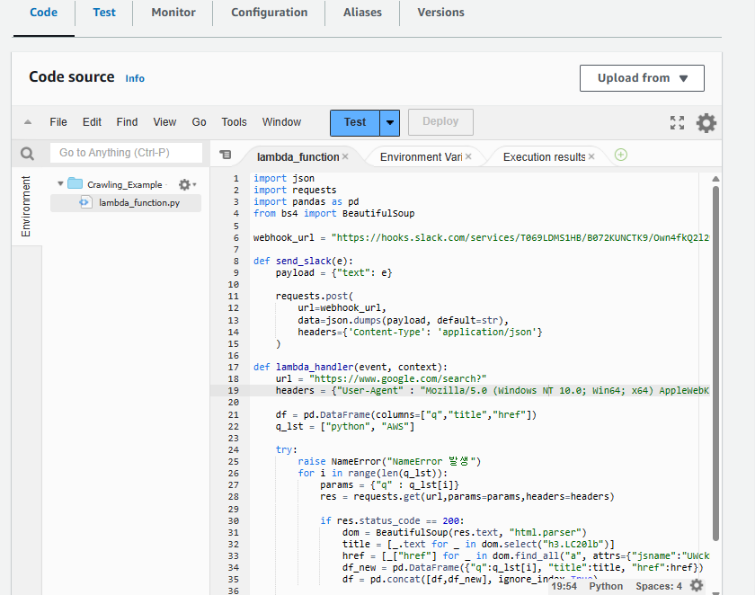 Code Test Monitor Configuration Aliases Versions
Code source Info
Upload from
File Edit Find View Go Tools Window Test Deploy
Go to Anything (Ctrl-P)
lambda_function × Environment Vari × Execution results ×
Environment
Crawling_Example
lambda_function.py
1 import json
2 import requests
3 import pandas as pd
4 from bs4 import BeautifulSoup
5
6 webhook_url = "https://hooks.slack.com/services/T069LDMS1HB/B072KUNCTK9/Own4fkQ2l2
7
8 def send_slack(e):
9 payload = {"text": e}
10
11 requests.post(
12 url=webhook_url,
13 data=json.dumps(payload, default=str),
14 headers={'Content-Type': 'application/json'}
15 )
16
17 def lambda_handler(event, context):
18 url = "https://www.google.com/search?"
19 headers = {"User-Agent" : "Mozilla/5.0 (Windows NT 10.0; Win64; x64) AppleWebK
20
21 df = pd.DataFrame(columns=["q","title","href"])
22 q_lst = ["python", "AWS"]
23
24 try:
25 raise NameError("NameError 발생")
26 for i in range(len(q_lst)):
27 params = {"q" : q_lst[i]}
28 res = requests.get(url,params=params,headers=headers)
29
30 if res.status_code == 200:
31 dom = BeautifulSoup(res.text, "html.parser")
32 title = [_.text for _ in dom.select("h3.LC20lb")]
33 href = [_["href"] for _ in dom.find_all("a", attrs={"jsname":"UWck
34 df_new = pd.DataFrame({"q":q_lst[i], "title":title, "href":href})
35 df = pd.concat([df,df_new], ignore_index=True)
36
19:54 Python Spaces: 4